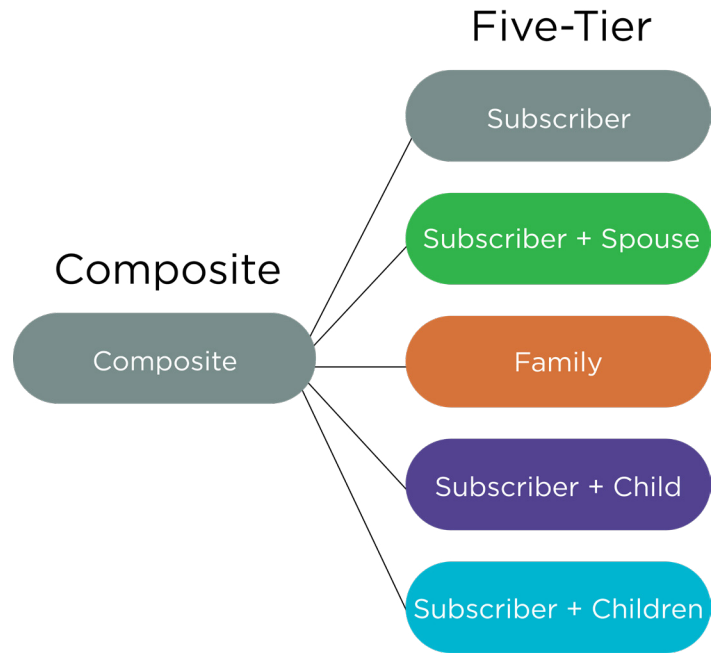 Five-Tier
Subscriber
Subscriber + Spouse
Composite
Composite
Family
Subscriber + Child
Subscriber + Children